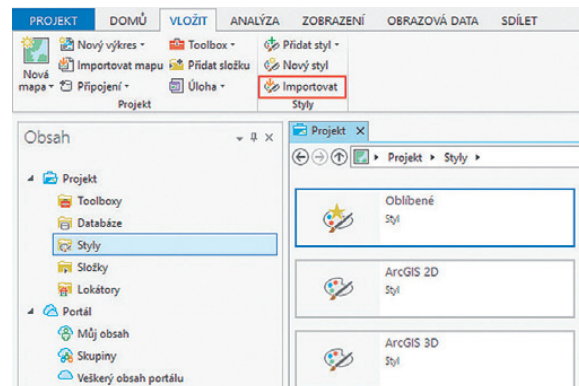 PROJEKT DOMŮ VLOŽIT ANALÝZA ZOBRAZENÍ OBRAZOVÁ DATA SDÍLET
Nová mapa
Nový výkres
Importovat mapu
Připojení
Toolbox
Přidat složku
Úloha
Projekt
Přidat styl
Nový styl
Importovat
Styly
Obsah
Projekt
Toolboxy
Databáze
Styly
Složky
Lokátory
Portál
Můj obsah
Skupiny
Veškerý obsah portálu
Projekt
Projekt Styly
Oblíbené
Styl
ArcGIS 2D
Styl
ArcGIS 3D
Styl